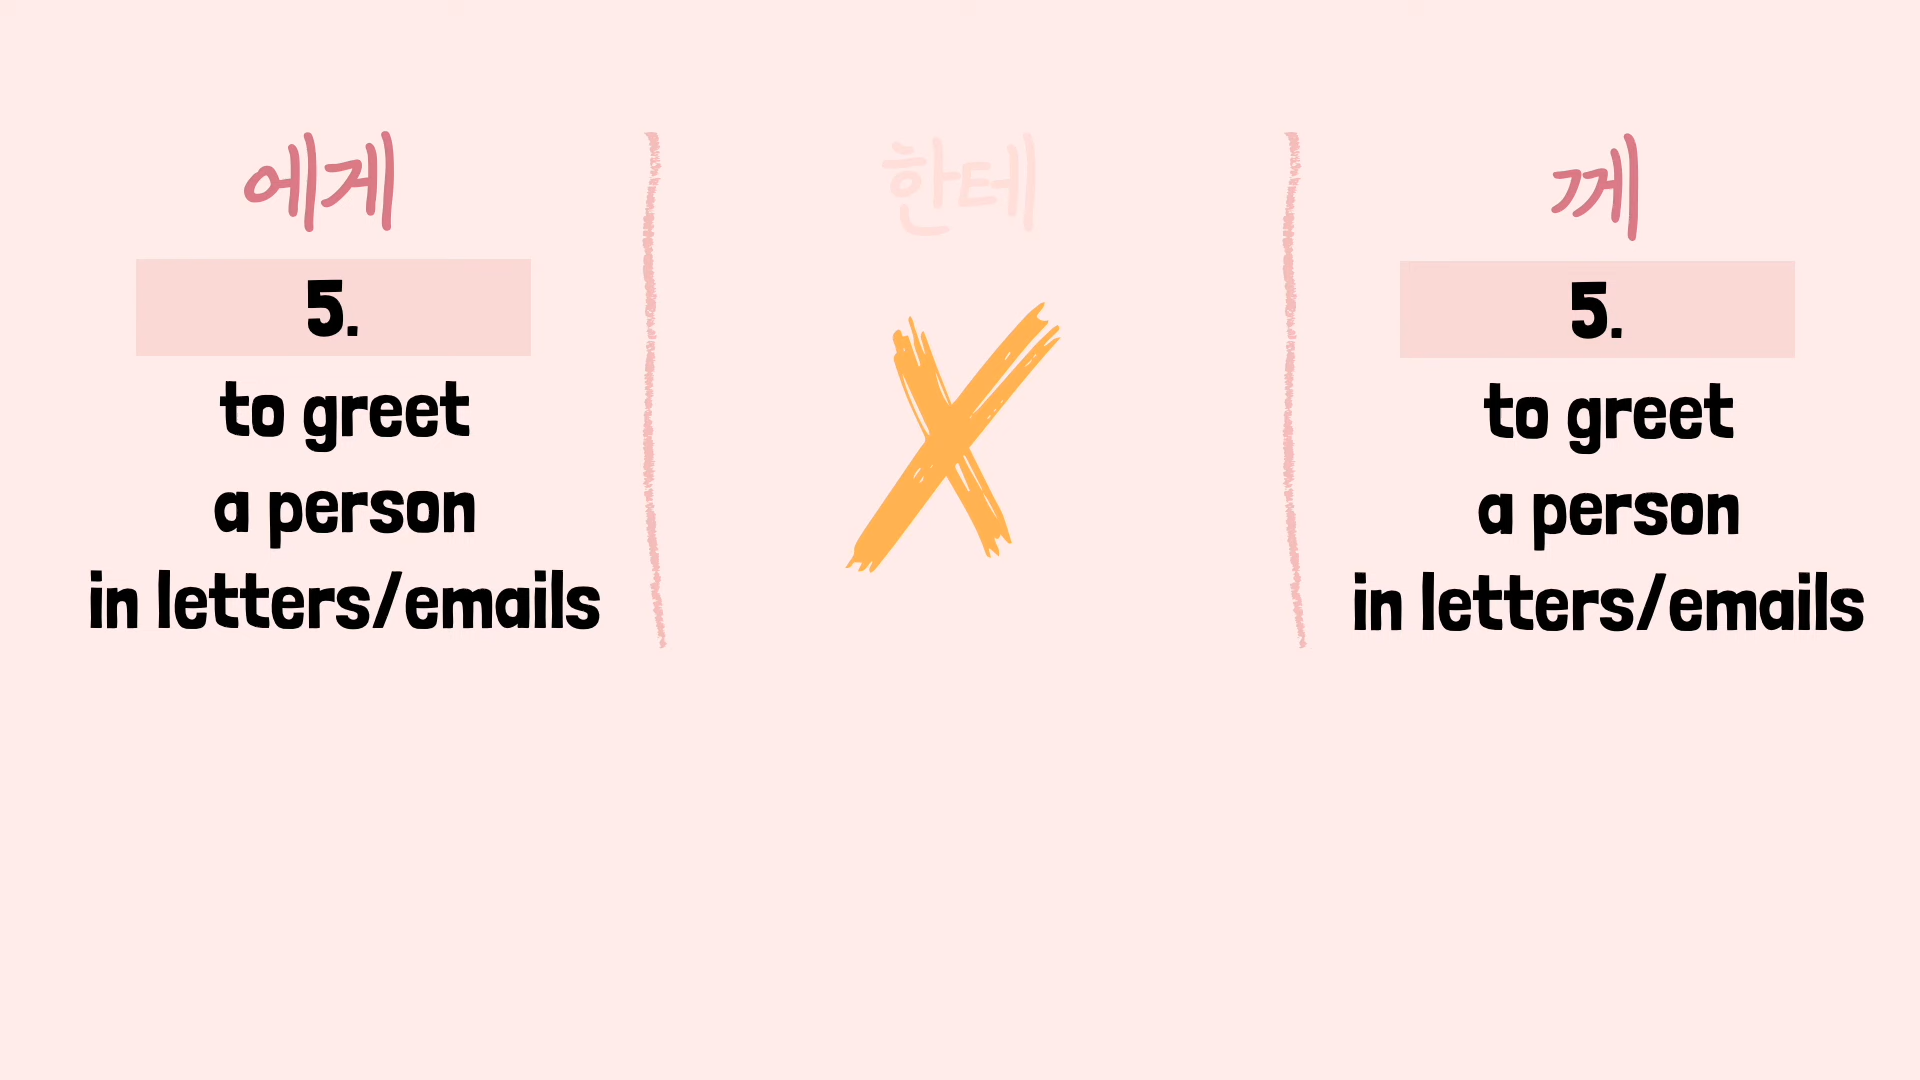 에게
5.
to greet
a person
in letters/emails
한테
께
5.
to greet
a person
in letters/emails